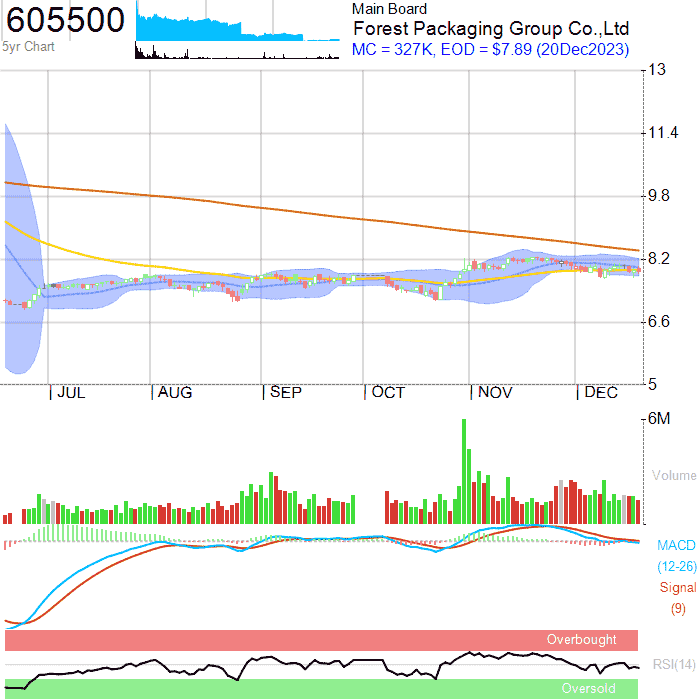 605500
5yr Chart
Main Board
Forest Packaging Group Co.,Ltd
MC = 327K, EOD = $7.89 (20Dec2023)
13
11.4
9.8
8.2
6.6
5
JUL
AUG
SEP
OCT
NOV
DEC
6M
Volume
MACD
(12-26)
Signal
(9)
Overbought
RSI(14)
Oversold